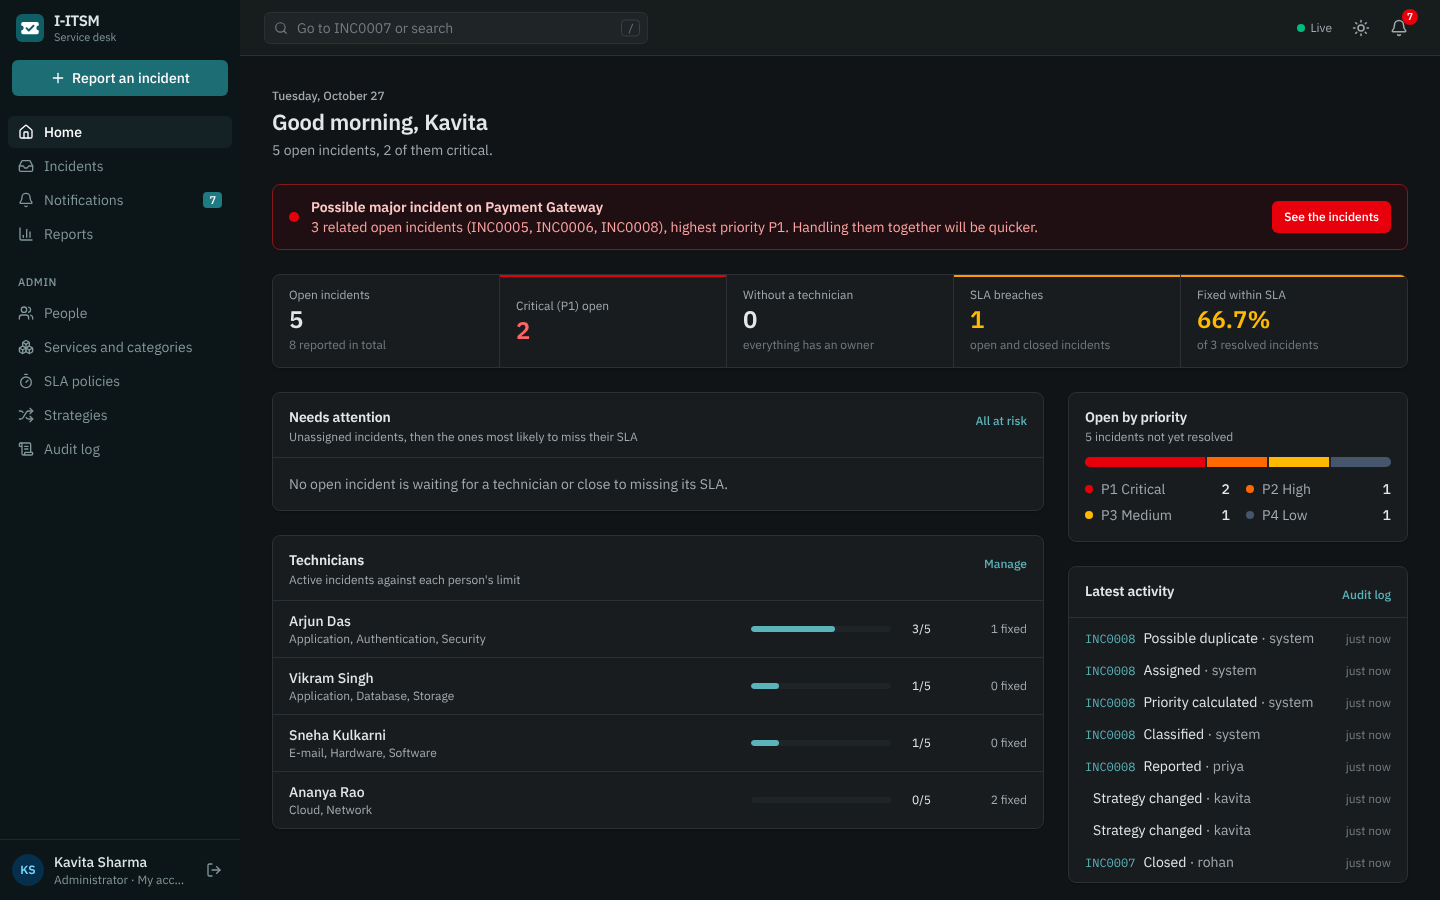 I-ITSM
Service desk
Report an incident
Home
Incidents
Notifications 7
Reports
ADMIN
People
Services and categories
SLA policies
Strategies
Audit log
KS
Kavita Sharma
Administrator · My acc...
Go to INC0007 or search /
Live
7
Tuesday, October 27
Good morning, Kavita
5 open incidents, 2 of them critical.
Possible major incident on Payment Gateway
3 related open incidents (INC0005, INC0006, INC0008), highest priority P1. Handling them together will be quicker.
See the incidents
Open incidents
5
8 reported in total
Critical (P1) open
2
Without a technician
0
everything has an owner
SLA breaches
1
open and closed incidents
Fixed within SLA
66.7%
of 3 resolved incidents
Needs attention
Unassigned incidents, then the ones most likely to miss their SLA
All at risk
No open incident is waiting for a technician or close to missing its SLA.
Technicians
Active incidents against each person's limit
Manage
Arjun Das
Application, Authentication, Security
3/5 1 fixed
Vikram Singh
Application, Database, Storage
1/5 0 fixed
Sneha Kulkarni
E-mail, Hardware, Software
1/5 0 fixed
Ananya Rao
Cloud, Network
0/5 2 fixed
Open by priority
5 incidents not yet resolved
P1 Critical 2 P2 High 1
P3 Medium 1 P4 Low 1
Latest activity
Audit log
INC0008 Possible duplicate · system just now
INC0008 Assigned · system just now
INC0008 Priority calculated · system just now
INC0008 Classified · system just now
INC0008 Reported · priya just now
Strategy changed · kavita just now
Strategy changed · kavita just now
INC0007 Closed · rohan just now